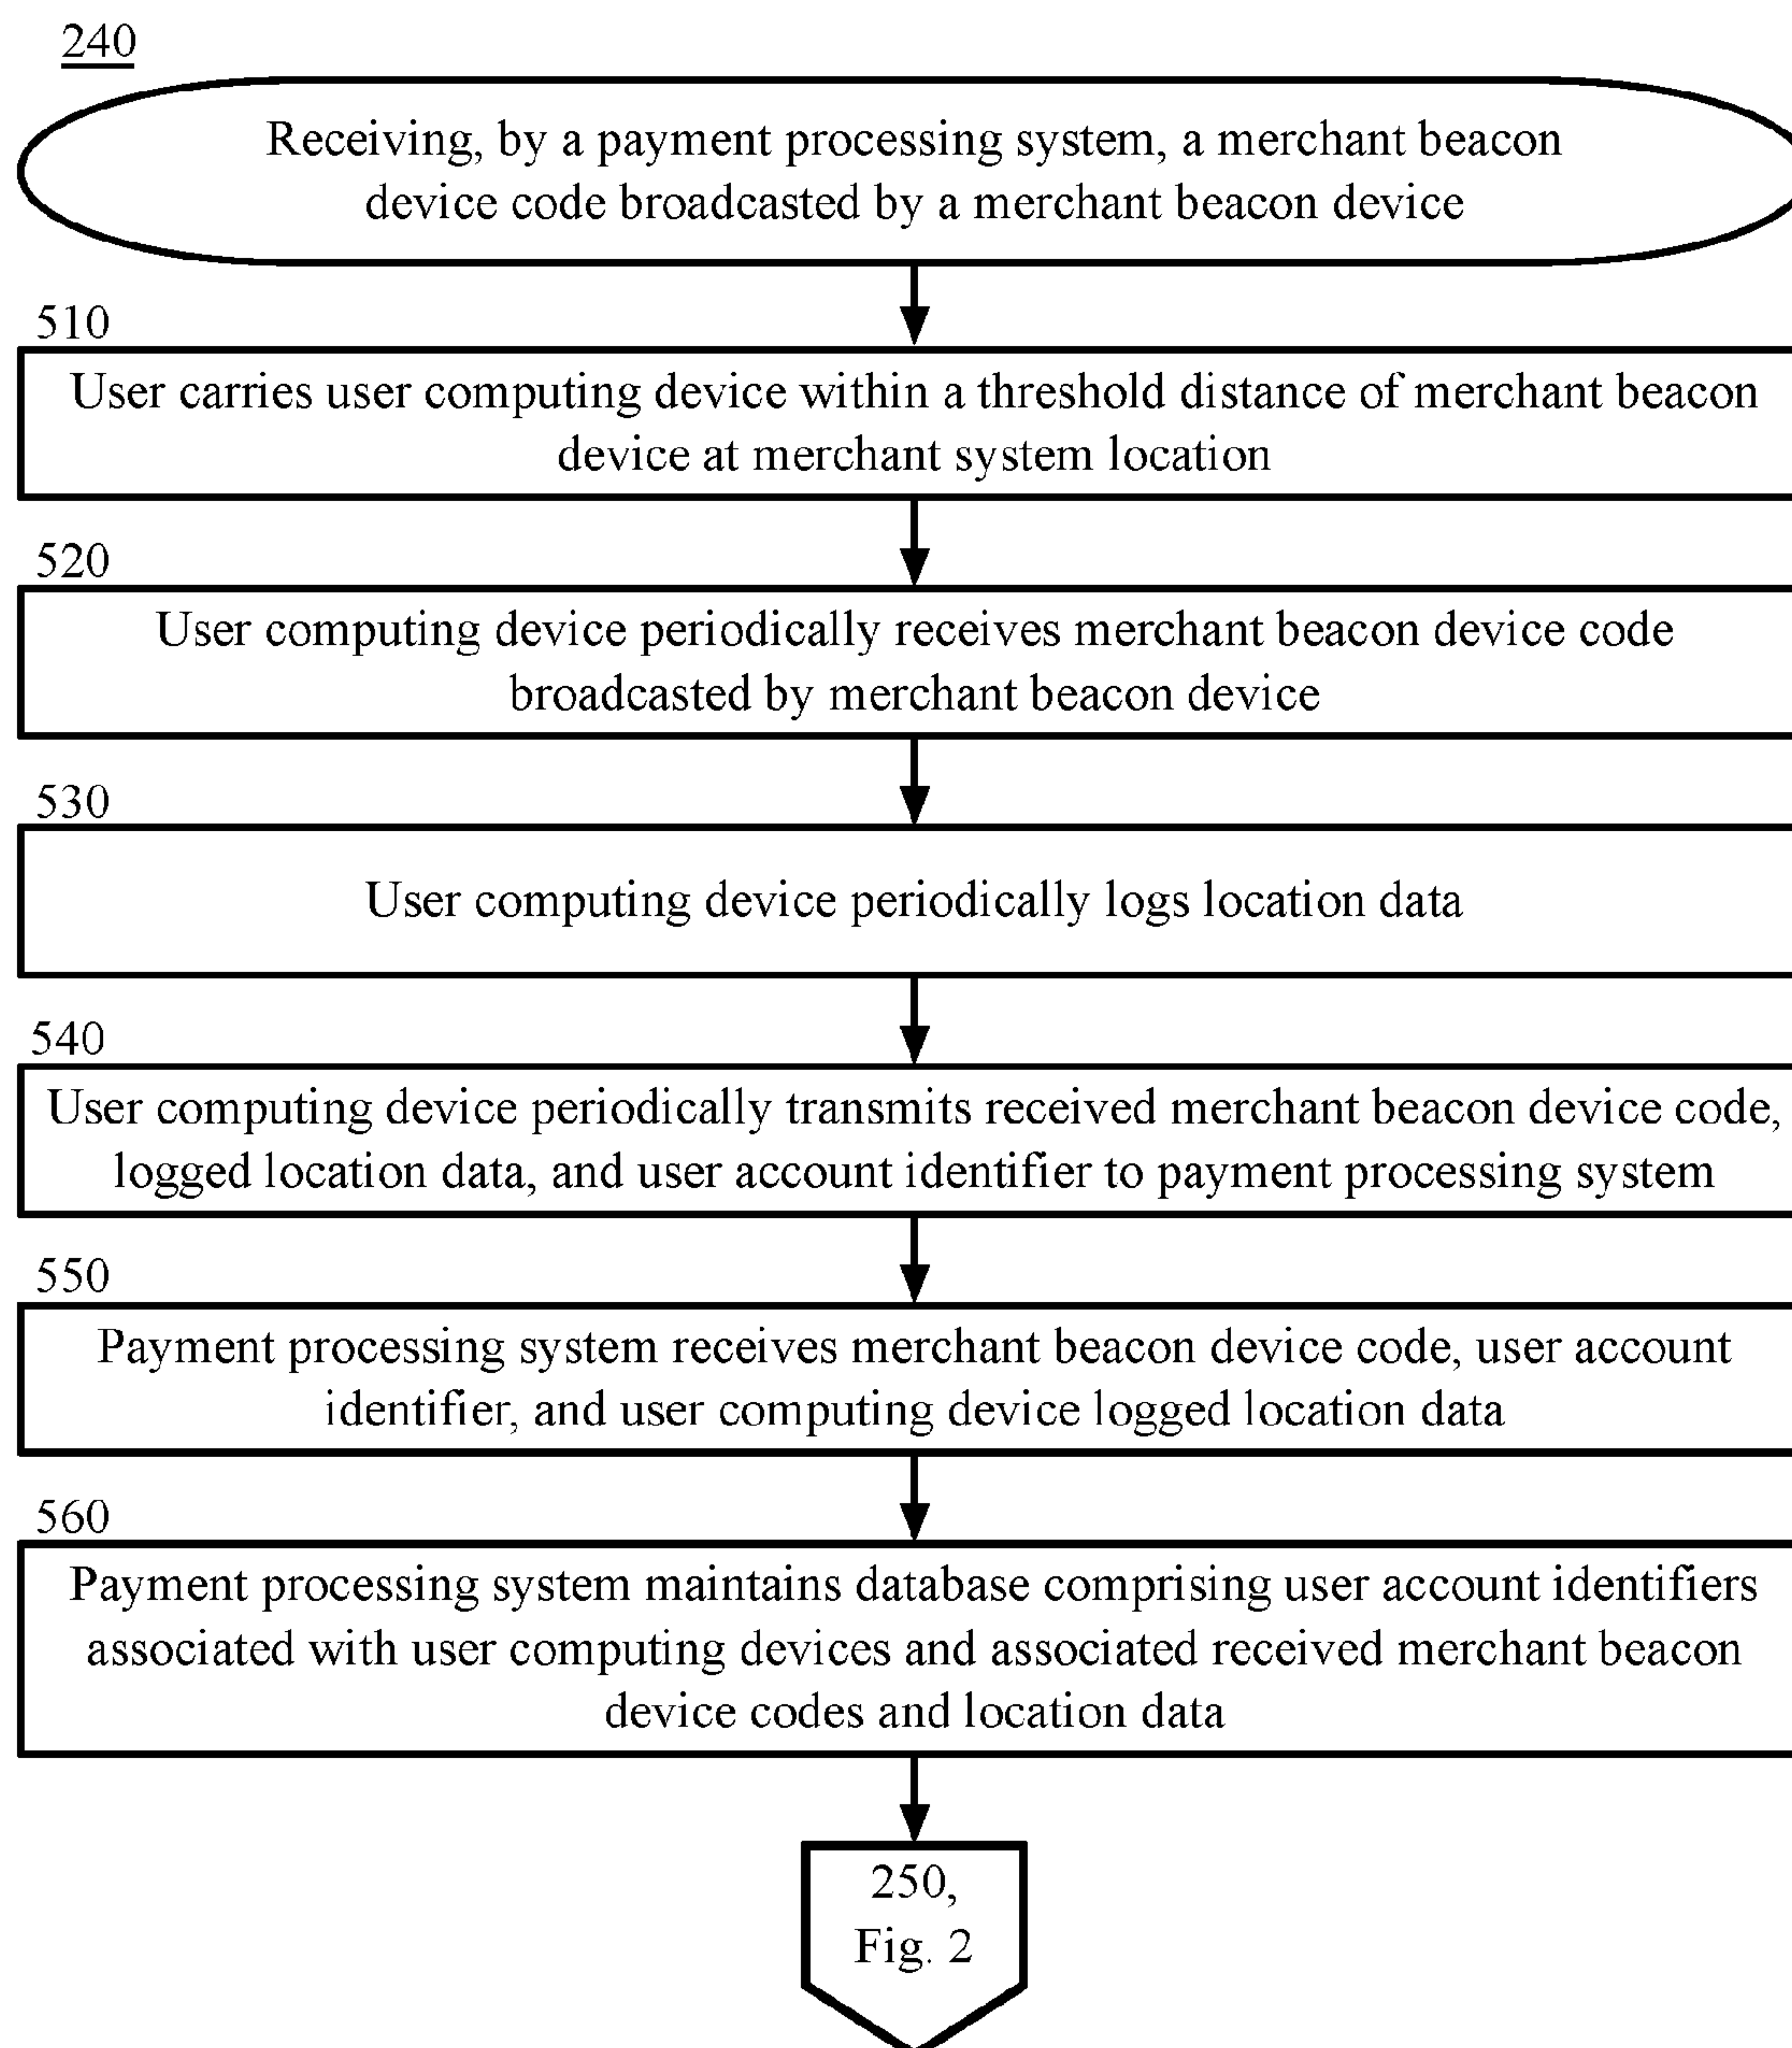 240
Receiving, by a payment processing system, a merchant beacon
device code broadcasted by a merchant beacon device
510
User carries user computing device within a threshold distance of merchant beacon
device at merchant system location
520
User computing device periodically receives merchant beacon device code
broadcasted by merchant beacon device
530
User computing device periodically logs location data
540
User computing device periodically transmits received merchant beacon device code,
logged location data, and user account identifier to payment processing system
550
Payment processing system receives merchant beacon device code, user account
identifier, and user computing device logged location data
560
Payment processing system maintains database comprising user account identifiers
associated with user computing devices and associated received merchant beacon
device codes and location data
250,
Fig. 2